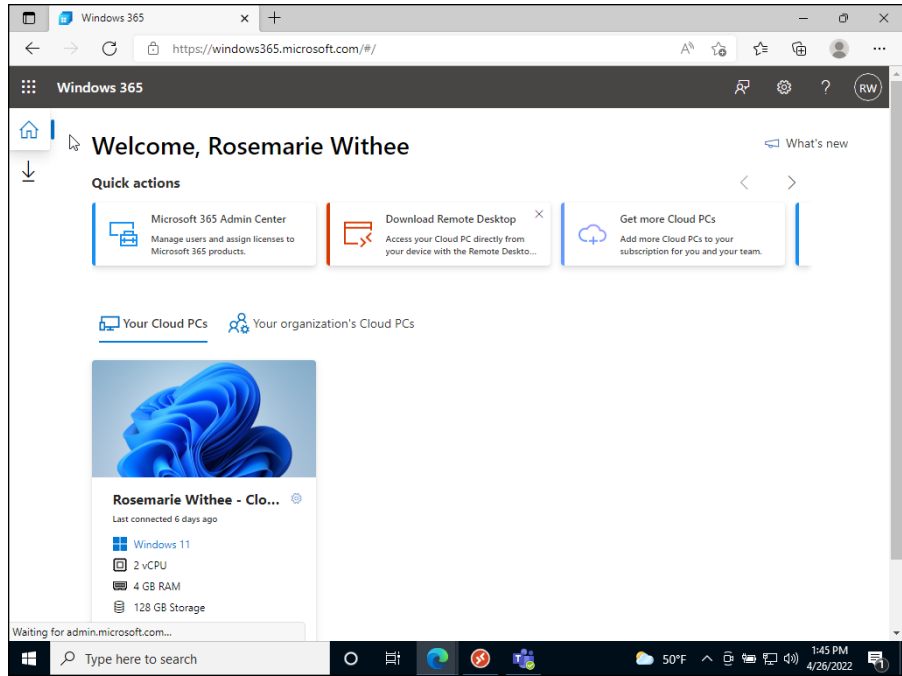 Windows 365
https://windows365.microsoft.com/#/
Windows 365
RW
Welcome, Rosemarie Withee
What's new
Quick actions
Microsoft 365 Admin Center
Manage users and assign licenses to
Microsoft 365 products.
Download Remote Desktop
Access your Cloud PC directly from
your device with the Remote Deskto...
Get more Cloud PCs
Add more Cloud PCs to your
subscription for you and your team.
Your Cloud PCs
Your organization's Cloud PCs
Rosemarie Withee - Clo...
Last connected 6 days ago
Windows 11
2 vCPU
4 GB RAM
128 GB Storage
Waiting for admin.microsoft.com...
Type here to search
50°F
1:45 PM
4/26/2022
1